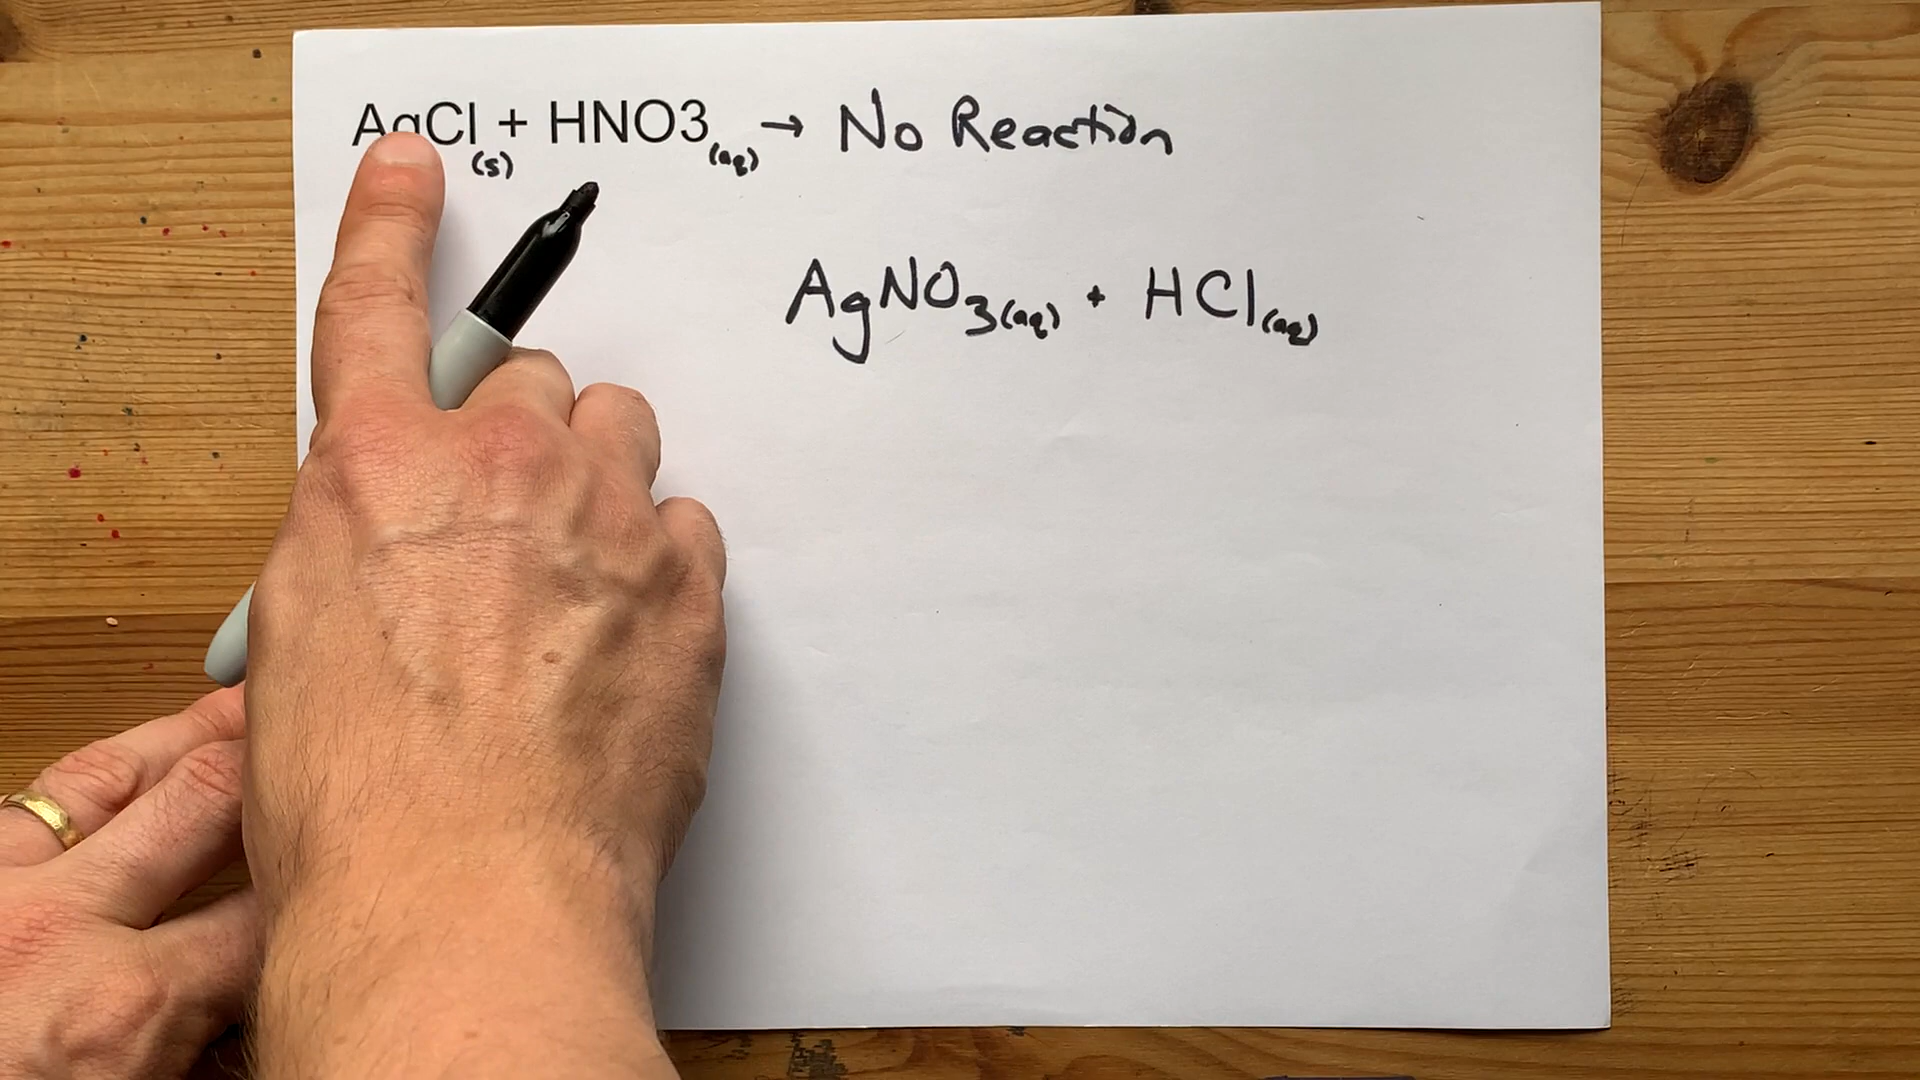 AgCl(s) + HNO3(aq) → No Reaction
AgNO3(aq) + HCl(aq)